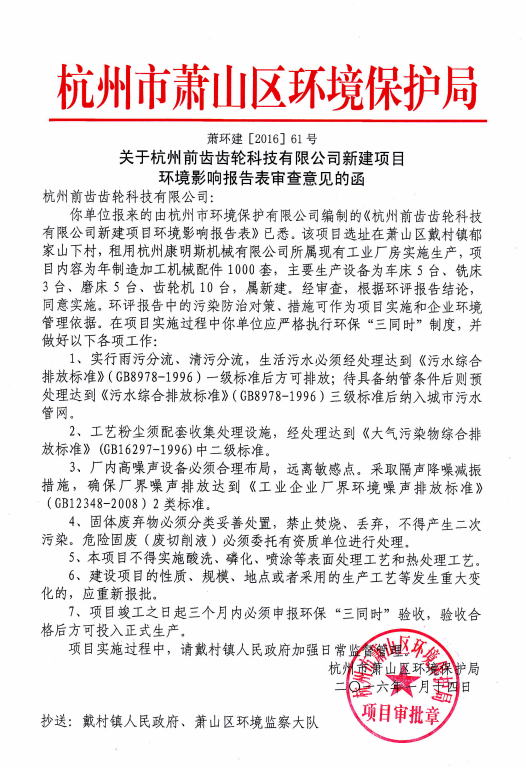 杭州市萧山区环境保护局
萧环建［2016］61号
关于杭州前齿齿轮科技有限公司新建项目
环境影响报告表审查意见的函
杭州前齿齿轮科技有限公司：
你单位报来的由杭州市环境保护有限公司编制的《杭州前齿齿轮科技
有限公司新建项目环境影响报告表》已悉。该项目选址在萧山区戴村镇郁
家山下村，租用杭州康明斯机械有限公司所属现有工业厂房实施生产，项
目内容为年制造加工机械配件1000套，主要生产设备为车床5台、铣床
3台、磨床5台、齿轮机10台，属新建。经审查，根据环评报告结论，
同意实施。环评报告中的污染防治对策、措施可作为项目实施和企业环境
管理依据。在项目实施过程中你单位应严格执行环保“三同时”制度，并
做好以下各项工作：
1、实行雨污分流、清污分流，生活污水必须经处理达到《污水综合
排放标准》（GB8978-1996）一级标准后方可排放；待具备纳管条件后则预
处理达到《污水综合排放标准》（GB8978-1996）三级标准后纳入城市污水
管网。
2、工艺粉尘须配套收集处理设施，经处理达到《大气污染物综合排
放标准》(GB16297-1996)中二级标准。
3、厂内高噪声设备必须合理布局，远离敏感点。采取隔声降噪减振
措施，确保厂界噪声排放达到《工业企业厂界环境噪声排放标准》
（GB12348-2008）2类标准。
4、固体废弃物必须分类妥善处置，禁止焚烧、丢弃，不得产生二次
污染。危险固废（废切削液）必须委托有资质单位进行处理。
5、本项目不得实施酸洗、磷化、喷涂等表面处理工艺和热处理工艺。
6、建设项目的性质、规模、地点或者采用的生产工艺等发生重大变
化的，应重新报批。
7、项目竣工之日起三个月内必须申报环保“三同时”验收，验收合
格后方可投入正式生产。
项目实施过程中，请戴村镇人民政府加强日常监督管理。
杭州市萧山区环境保护局
二〇一六年一月十四日
杭州市萧山区环境保护局
项目审批章
抄送：戴村镇人民政府、萧山区环境监察大队